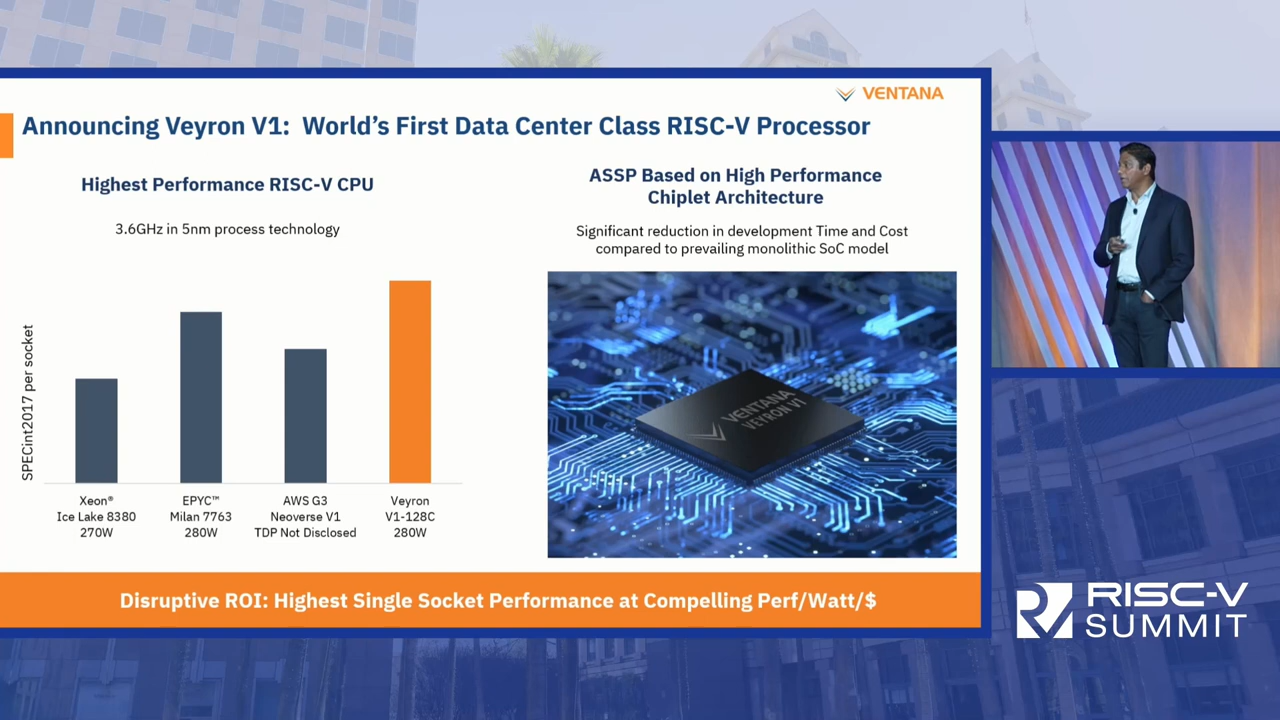 VENTANA
Announcing Veyron V1: World's First Data Center Class RISC-V Processor
Highest Performance RISC-V CPU
3.6GHz in 5nm process technology
SPECint2017 per socket
Xeon®
Ice Lake 8380
270W
EPYC™
Milan 7763
280W
AWS G3
Neoverse V1
TDP Not Disclosed
Veyron
V1-128C
280W
ASSP Based on High Performance
Chiplet Architecture
Significant reduction in development Time and Cost
compared to prevailing monolithic SoC model
VENTANA
VEYRON V1
Disruptive ROI: Highest Single Socket Performance at Compelling Perf/Watt/$
RISC-V
SUMMIT